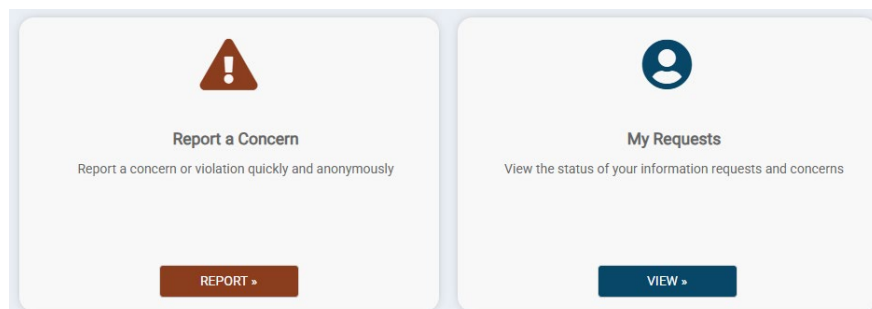 Report a Concern
Report a concern or violation quickly and anonymously
REPORT »
My Requests
View the status of your information requests and concerns
VIEW »